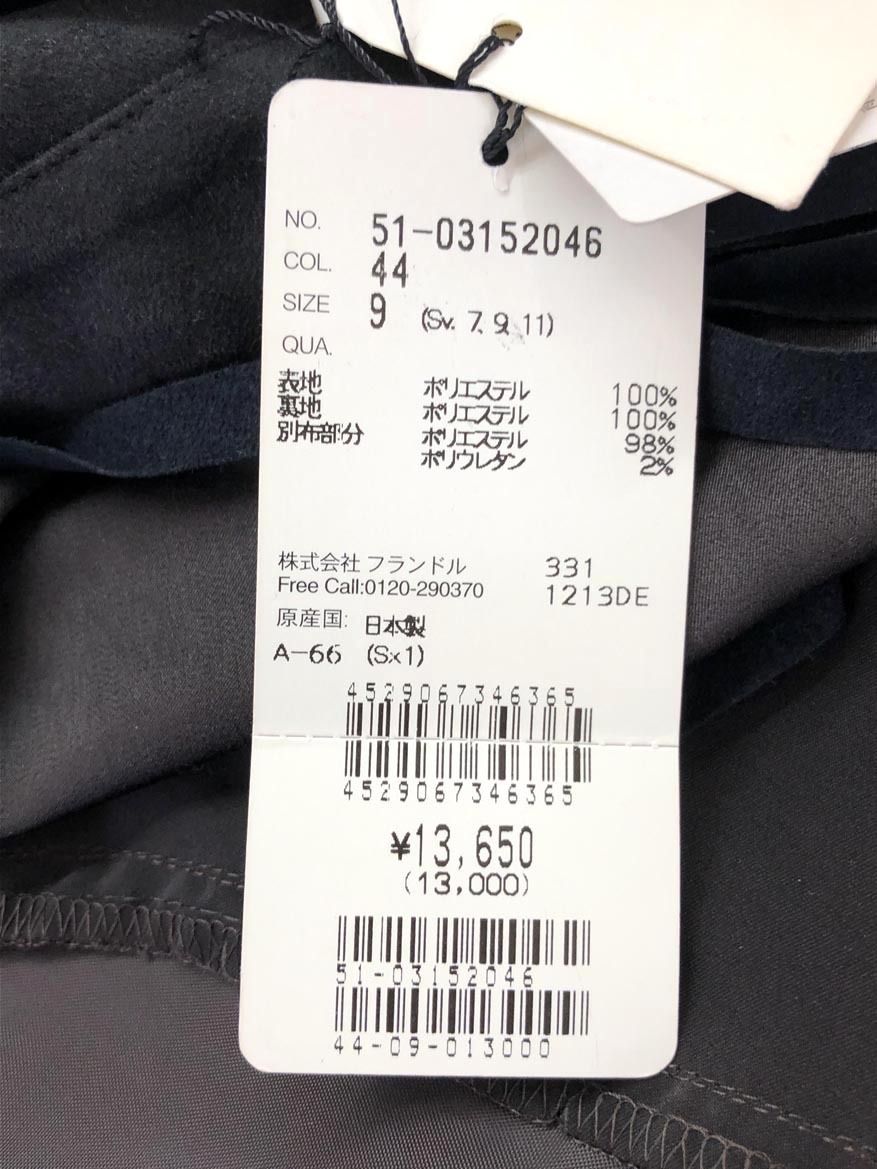 NO. 51-03152046
COL. 44
SIZE 9 (Sv. 7, 9, 11)
QUA.
表地 ポリエステル 100%
裏地 ポリエステル 100%
別布部分 ポリエステル 98%
ポリウレタン 2%
株式会社 フランドル 331
Free Call:0120-290370 1213DE
原産国: 日本製
A-66 (S×1)
4529067346365
4529067346365
¥13,650
(13,000)
51-03152046
44-09-013000